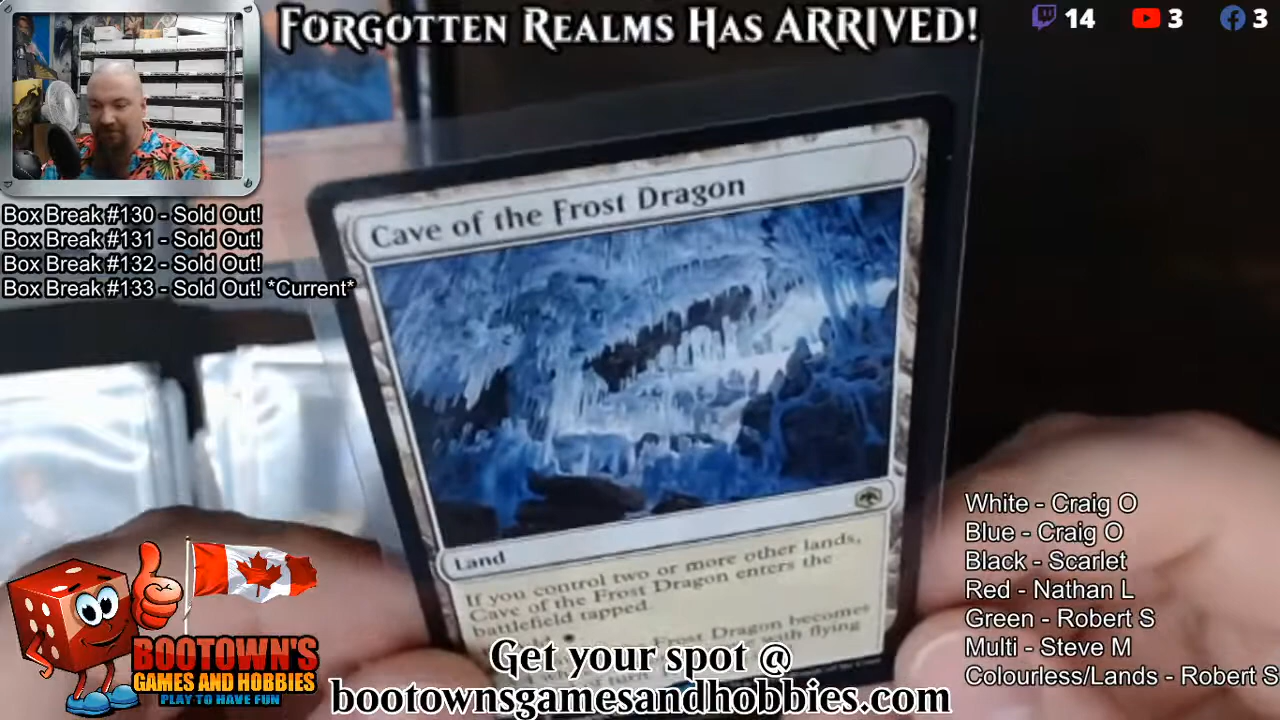 FORGOTTEN REALMS HAS ARRIVED!
14
3
3
Box Break #130 - Sold Out!
Box Break #131 - Sold Out!
Box Break #132 - Sold Out!
Box Break #133 - Sold Out! *Current*
Cave of the Frost Dragon
Land
If you control two or more other lands,
Cave of the Frost Dragon enters the
battlefield tapped.
Frost Dragon becomes
with flying
White - Craig O
Blue - Craig O
Black - Scarlet
Red - Nathan L
Green - Robert S
Multi - Steve M
Colourless/Lands - Robert S
BOOTOWN'S
GAMES AND HOBBIES
PLAY TO HAVE FUN
Get your spot @
bootownsgamesandhobbies.com